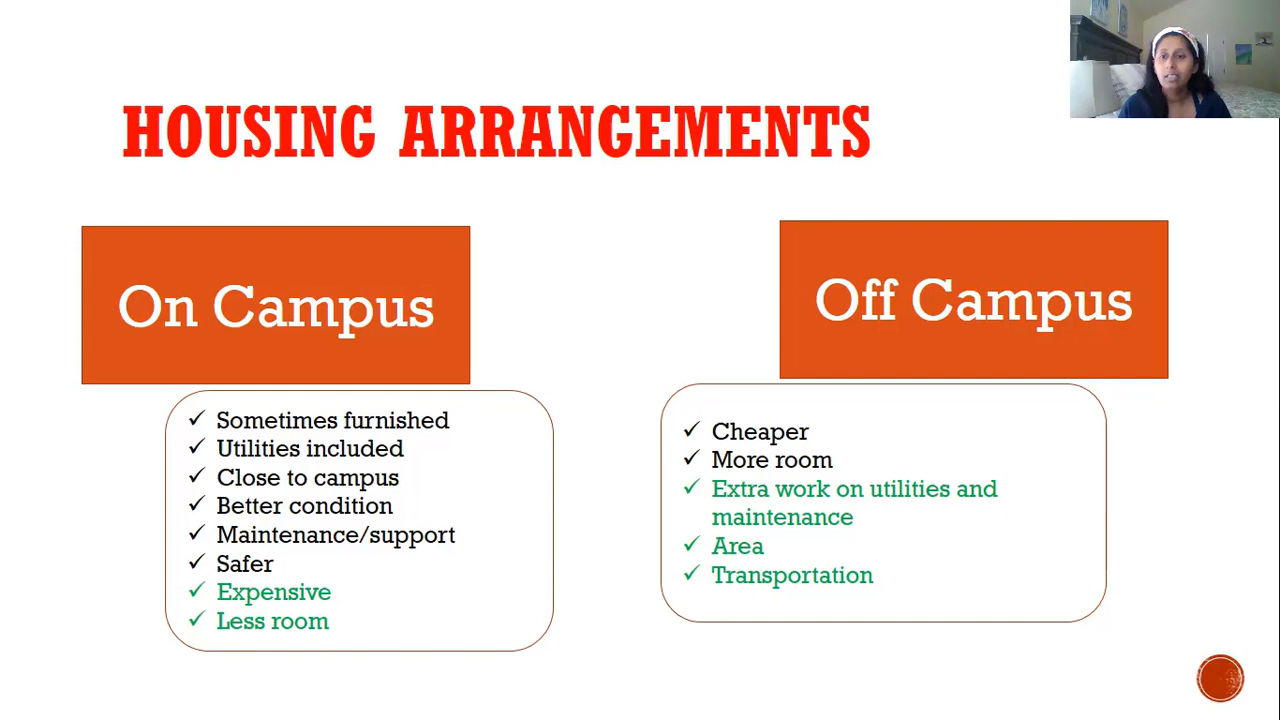 HOUSING ARRANGEMENTS
On Campus
Sometimes furnished
Utilities included
Close to campus
Better condition
Maintenance/support
Safer
Expensive
Less room
Off Campus
Cheaper
More room
Extra work on utilities and
maintenance
Area
Transportation